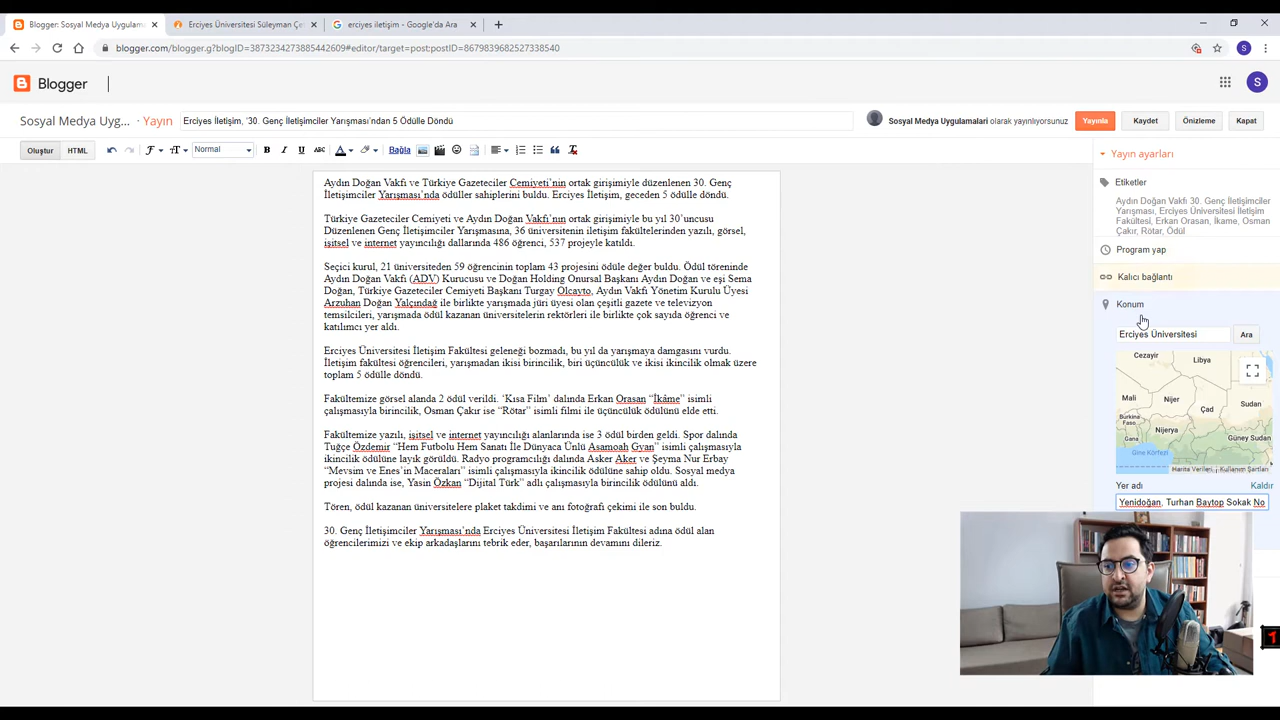 Blogger: Sosyal Medya Uygulama
Erciyes Üniversitesi Süleyman Çe
erciyes iletişim - Google'da Ara
blogger.com/blogger.g?blogID=3873234273885442609#editor/target=post;postID=8679839682527338540
S
Blogger
S
Sosyal Medya Uyg... · Yayın
Erciyes İletişim, '30. Genç İletişimciler Yarışması'ndan 5 Ödülle Döndü
Sosyal Medya Uygulamalari olarak yayınlıyorsunuz
Yayınla
Kaydet
Önizleme
Kapat
Oluştur
HTML
Normal
B I U ABC
A
Bağla
Yayın ayarları
Etiketler
Aydın Doğan Vakfı 30. Genç İletişimciler
Yarışması, Erciyes Üniversitesi İletişim
Fakültesi, Erkan Orasan, İkame, Osman
Çakır, Rötar, Ödül
Program yap
Kalıcı bağlantı
Konum
Erciyes Üniversitesi
Ara
Cezayir
Libya
Mali
Nijer
Çad
Sudan
Burkina
Faso
Gana
Nijerya
Güney Sudan
Gine Körfezi
Harita Verileri
Kullanım Şartları
Yer adı
Kaldır
Yenidoğan, Turhan Baytop Sokak No
Aydın Doğan Vakfı ve Türkiye Gazeteciler Cemiyeti'nin ortak girişimiyle düzenlenen 30. Genç
İletişimciler Yarışması'nda ödüller sahiplerini buldu. Erciyes İletişim, geceden 5 ödülle döndü.
Türkiye Gazeteciler Cemiyeti ve Aydın Doğan Vakfı'nın ortak girişimiyle bu yıl 30'uncusu
Düzenlenen Genç İletişimciler Yarışmasına, 36 üniversitenin iletişim fakültelerinden yazılı, görsel,
işitsel ve internet yayıncılığı dallarında 486 öğrenci, 537 projeyle katıldı.
Seçici kurul, 21 üniversiteden 59 öğrencinin toplam 43 projesini ödüle değer buldu. Ödül töreninde
Aydın Doğan Vakfı (ADV) Kurucusu ve Doğan Holding Onursal Başkanı Aydın Doğan ve eşi Sema
Doğan, Türkiye Gazeteciler Cemiyeti Başkanı Turgay Olcayto, Aydın Vakfı Yönetim Kurulu Üyesi
Arzuhan Doğan Yalçındağ ile birlikte yarışmada jüri üyesi olan çeşitli gazete ve televizyon
temsilcileri, yarışmada ödül kazanan üniversitelerin rektörleri ile birlikte çok sayıda öğrenci ve
katılımcı yer aldı.
Erciyes Üniversitesi İletişim Fakültesi geleneği bozmadı, bu yıl da yarışmaya damgasını vurdu.
İletişim fakültesi öğrencileri, yarışmadan ikisi birincilik, biri üçüncülük ve ikisi ikincilik olmak üzere
toplam 5 ödülle döndü.
Fakültemize görsel alanda 2 ödül verildi. 'Kısa Film' dalında Erkan Orasan "İkâme" isimli
çalışmasıyla birincilik, Osman Çakır ise "Rötar" isimli filmi ile üçüncülük ödülünü elde etti.
Fakültemize yazılı, işitsel ve internet yayıncılığı alanlarında ise 3 ödül birden geldi. Spor dalında
Tuğçe Özdemir "Hem Futbolu Hem Sanatı İle Dünyaca Ünlü Asamoah Gyan" isimli çalışmasıyla
ikincilik ödülüne layık görüldü. Radyo programcılığı dalında Asker Aker ve Şeyma Nur Erbay
"Mevsim ve Enes'in Maceraları" isimli çalışmasıyla ikincilik ödülüne sahip oldu. Sosyal medya
projesi dalında ise, Yasin Özkan "Dijital Türk" adlı çalışmasıyla birincilik ödülünü aldı.
Tören, ödül kazanan üniversitelere plaket takdimi ve anı fotoğrafı çekimi ile son buldu.
30. Genç İletişimciler Yarışması'nda Erciyes Üniversitesi İletişim Fakültesi adına ödül alan
öğrencilerimizi ve ekip arkadaşlarını tebrik eder, başarılarının devamını dileriz.
1